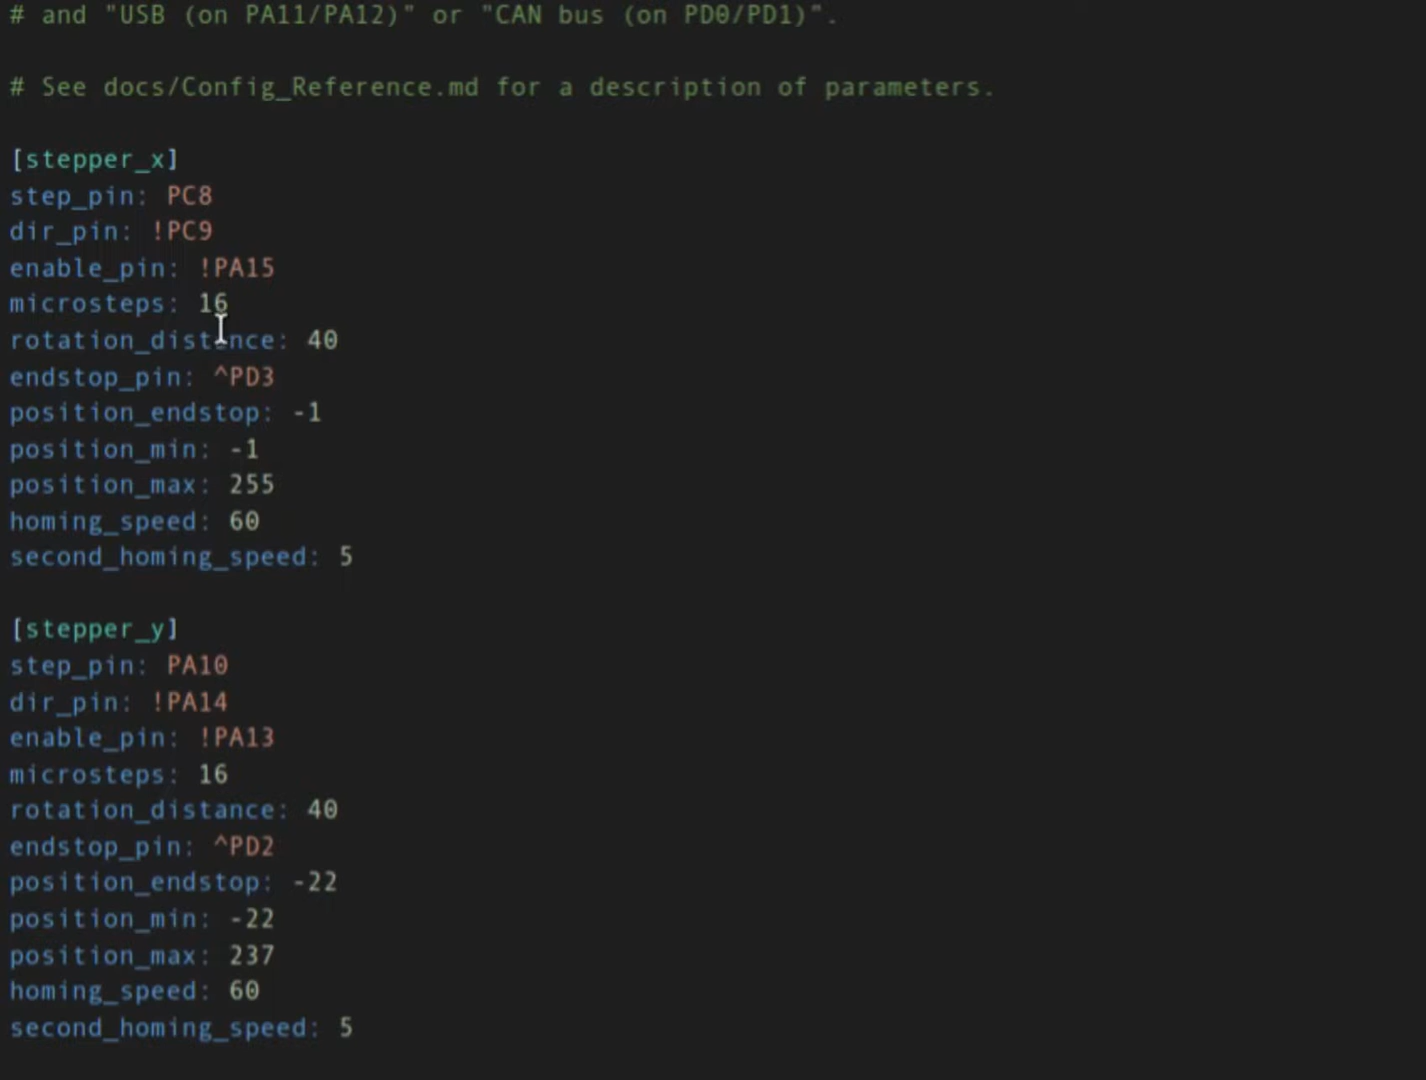 # and "USB (on PA11/PA12)" or "CAN bus (on PD0/PD1)".
# See docs/Config_Reference.md for a description of parameters.
[stepper_x]
step_pin: PC8
dir_pin: !PC9
enable_pin: !PA15
microsteps: 16
rotation_distance: 40
endstop_pin: ^PD3
position_endstop: -1
position_min: -1
position_max: 255
homing_speed: 60
second_homing_speed: 5
[stepper_y]
step_pin: PA10
dir_pin: !PA14
enable_pin: !PA13
microsteps: 16
rotation_distance: 40
endstop_pin: ^PD2
position_endstop: -22
position_min: -22
position_max: 237
homing_speed: 60
second_homing_speed: 5